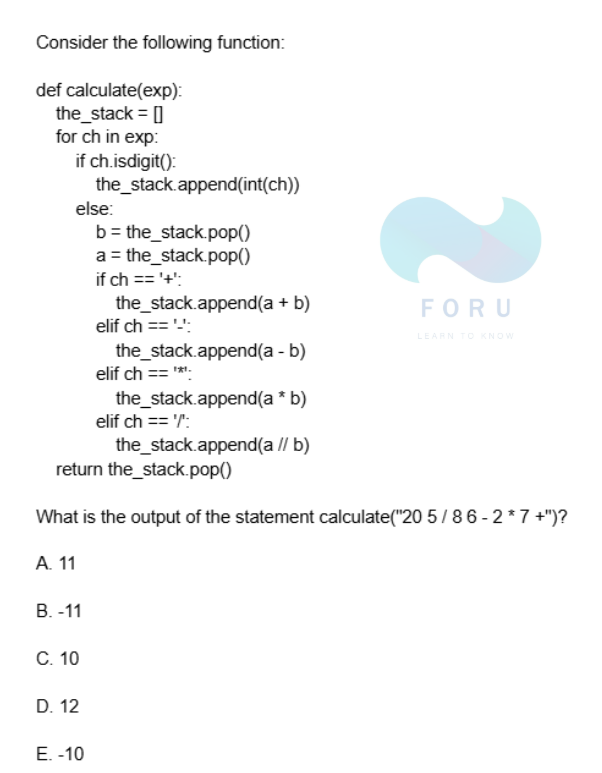 Consider the following function:
def calculate(exp):
the_stack = []
for ch in exp:
if ch.isdigit():
the_stack.append(int(ch))
else:
b = the_stack.pop()
a = the_stack.pop()
if ch == '+':
the_stack.append(a + b)
elif ch == '-':
the_stack.append(a - b)
elif ch == '*':
the_stack.append(a * b)
elif ch == '/':
the_stack.append(a // b)
return the_stack.pop()
FORU
LEARN TO KNOW
What is the output of the statement calculate("20 5 / 8 6 - 2 * 7 +")?
A. 11
B. -11
C. 10
D. 12
E. -10